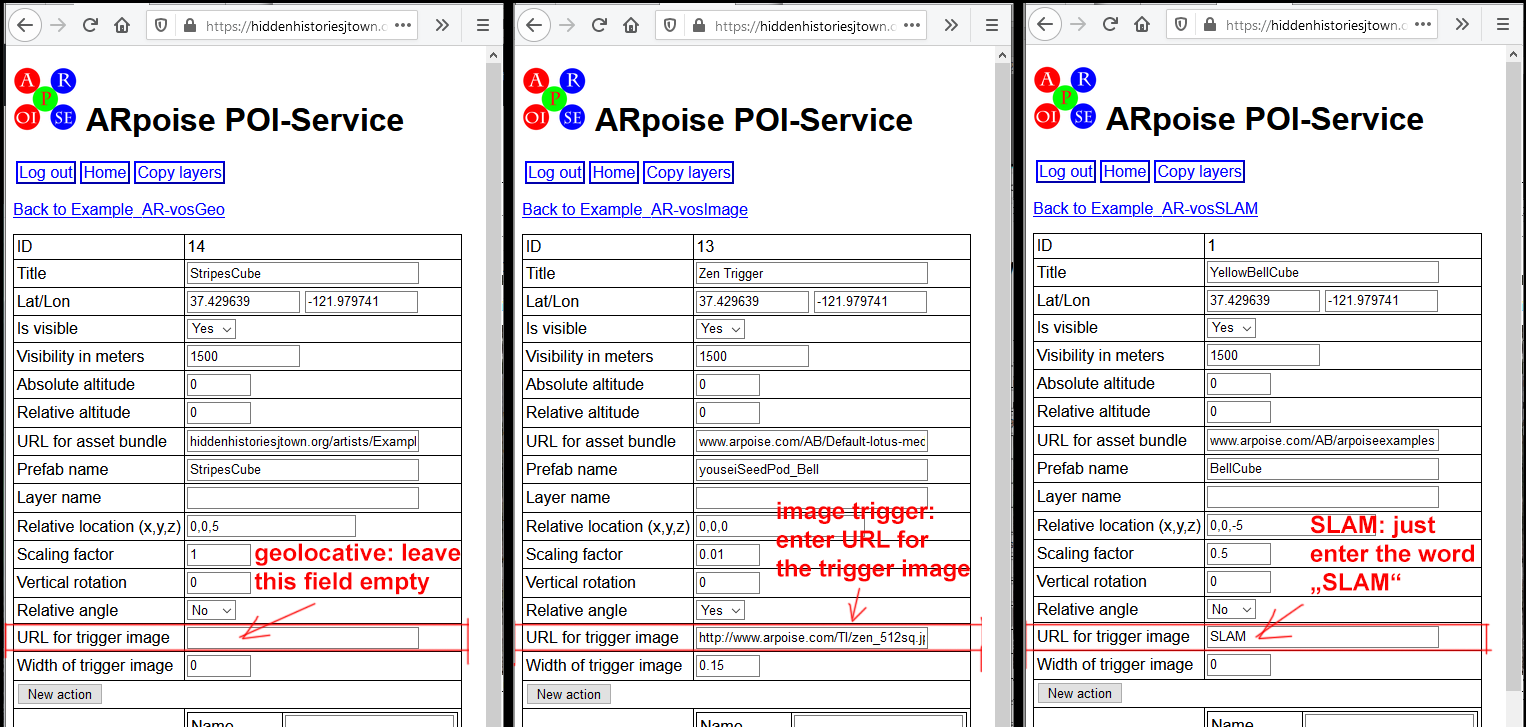 https://hiddenhistoriesjtown.o •••
A R P OI SE
ARpoise POI-Service
Log out Home Copy layers
Back to Example_AR-vosGeo
ID 14
Title StripesCube
Lat/Lon 37.429639 -121.979741
Is visible Yes
Visibility in meters 1500
Absolute altitude 0
Relative altitude 0
URL for asset bundle hiddenhistoriesjtown.org/artists/Exampl
Prefab name StripesCube
Layer name
Relative location (x,y,z) 0,0,5
Scaling factor 1
geolocative: leave
this field empty
Vertical rotation 0
Relative angle No
URL for trigger image
Width of trigger image 0
New action
Name
https://hiddenhistoriesjtown.o •••
A R P OI SE
ARpoise POI-Service
Log out Home Copy layers
Back to Example_AR-vosImage
ID 13
Title Zen Trigger
Lat/Lon 37.429639 -121.979741
Is visible Yes
Visibility in meters 1500
Absolute altitude 0
Relative altitude 0
URL for asset bundle www.arpoise.com/AB/Default-lotus-med
Prefab name youseiSeedPod_Bell
Layer name
Relative location (x,y,z) 0,0,0
image trigger:
enter URL for
the trigger image
Scaling factor 0.01
Vertical rotation 0
Relative angle Yes
URL for trigger image http://www.arpoise.com/TI/zen_512sq.jp
Width of trigger image 0.15
New action
Name
https://hiddenhistoriesjtown.o •••
A R P OI SE
ARpoise POI-Service
Log out Home Copy layers
Back to Example_AR-vosSLAM
ID 1
Title YellowBellCube
Lat/Lon 37.429639 -121.979741
Is visible Yes
Visibility in meters 1500
Absolute altitude 0
Relative altitude 0
URL for asset bundle www.arpoise.com/AB/arpoiseexamples
Prefab name BellCube
Layer name
Relative location (x,y,z) 0,0,-5
SLAM: just
enter the word
„SLAM“
Scaling factor 0.5
Vertical rotation 0
Relative angle No
URL for trigger image SLAM
Width of trigger image 0
New action
Name